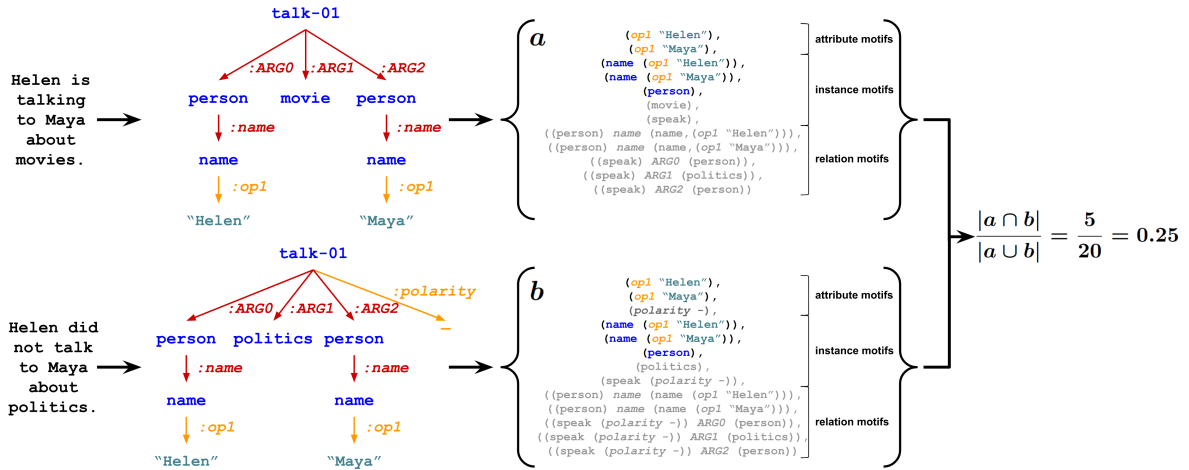 Helen is
talking
to Maya
about
movies.
talk-01
:ARG0 :ARG1 :ARG2
person movie person
:name :name
name name
:op1 :op1
“Helen” “Maya”
a
(op1 “Helen”),
(op1 “Maya”),
(name (op1 “Helen”)),
(name (op1 “Maya”)),
(person),
(movie),
(speak),
((person) name (name,(op1 “Helen”))),
((person) name (name,(op1 “Maya”))),
((speak) ARG0 (person)),
((speak) ARG1 (politics)),
((speak) ARG2 (person))
attribute motifs
instance motifs
relation motifs
Helen did
not talk
to Maya
about
politics.
talk-01
:polarity
:ARG0 :ARG1 :ARG2
–
person politics person
:name :name
name name
:op1 :op1
“Helen” “Maya”
b
(op1 “Helen”),
(op1 “Maya”),
(polarity –),
(name (op1 “Helen”)),
(name (op1 “Maya”)),
(person),
(politics),
(speak (polarity –)),
((person) name (name (op1 “Helen”))),
((person) name (name (op1 “Maya”))),
((speak (polarity –)) ARG0 (person)),
((speak (polarity –)) ARG1 (politics)),
((speak (polarity –)) ARG2 (person))
attribute motifs
instance motifs
relation motifs
|a ∩ b| / |a ∪ b| = 5 / 20 = 0.25